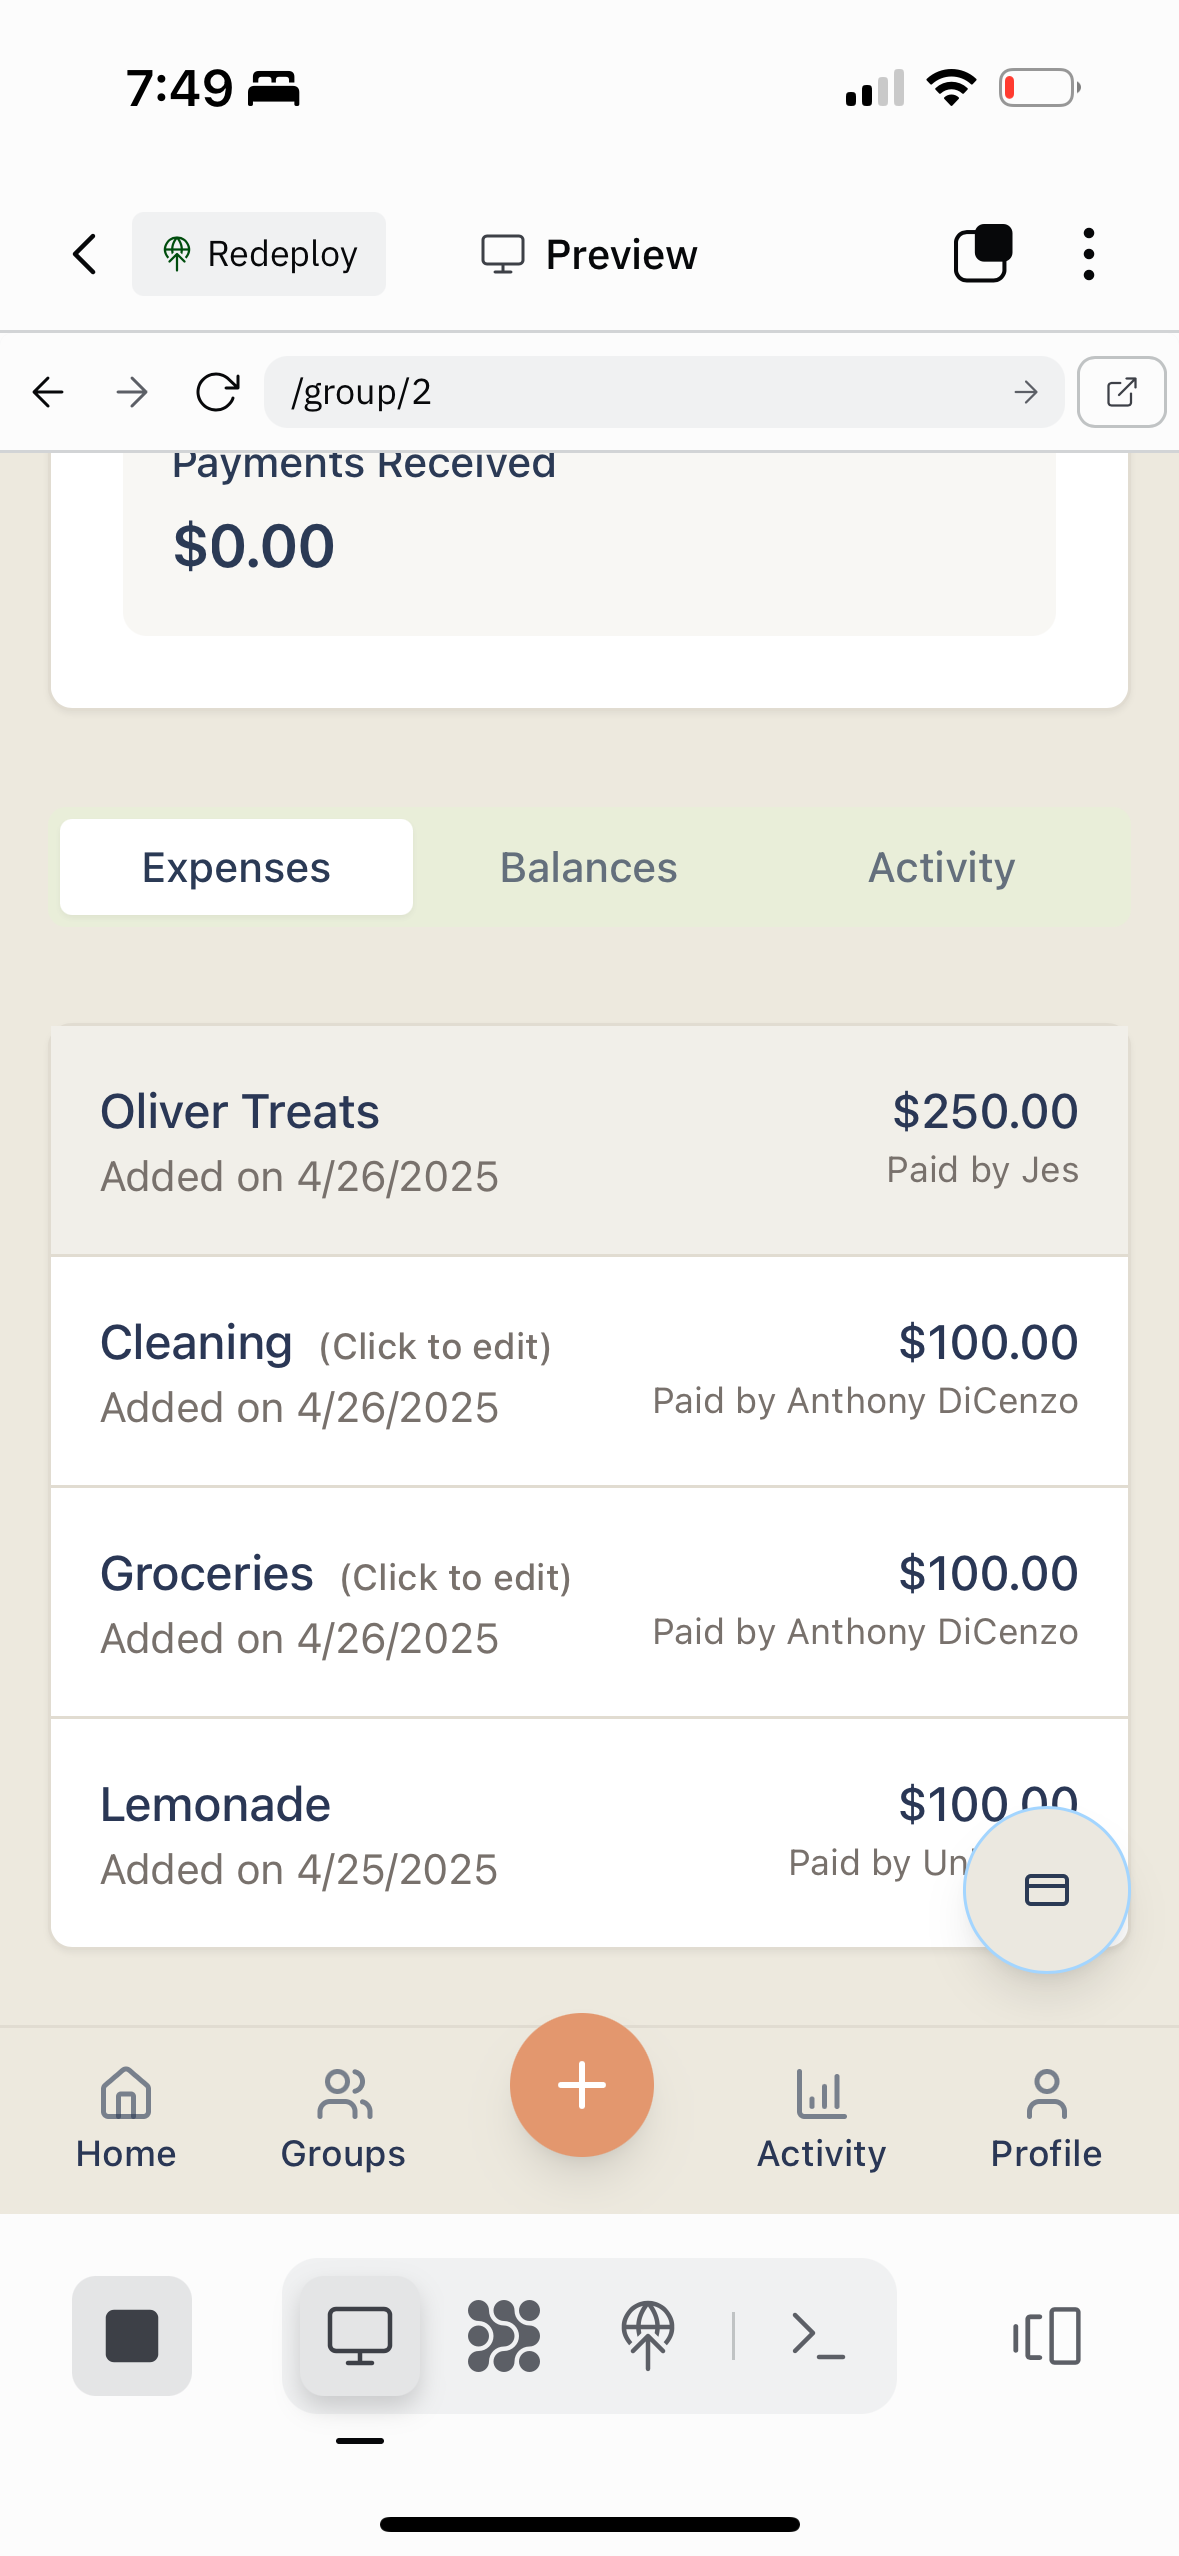 7:49
Redeploy
Preview
/group/2
Payments Received
$0.00
Expenses
Balances
Activity
Oliver Treats
$250.00
Added on 4/26/2025
Paid by Jes
Cleaning (Click to edit)
$100.00
Added on 4/26/2025
Paid by Anthony DiCenzo
Groceries (Click to edit)
$100.00
Added on 4/26/2025
Paid by Anthony DiCenzo
Lemonade
$100.00
Added on 4/25/2025
Paid by
Home
Groups
Activity
Profile